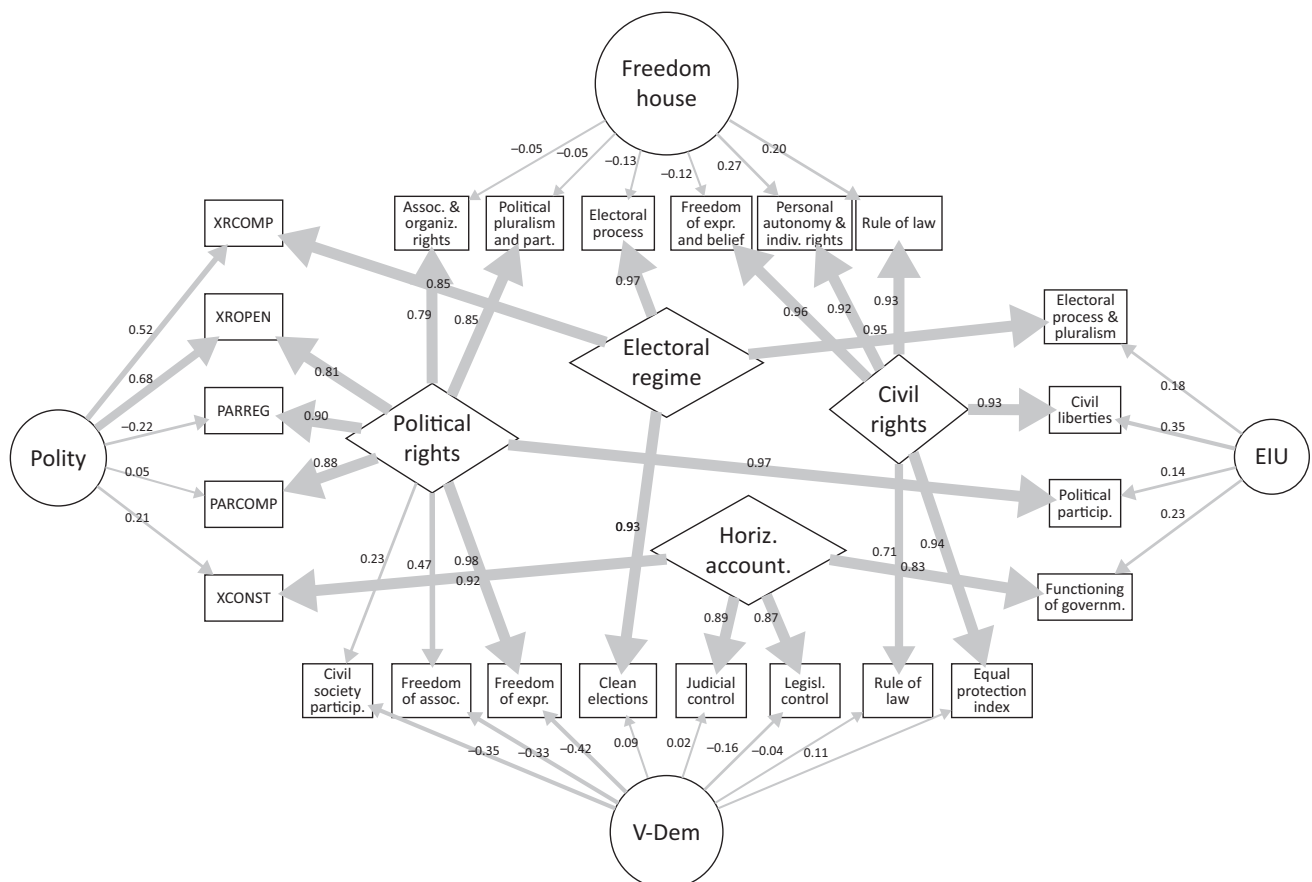 Freedom
house
−0.05
−0.05
−0.13
−0.12
0.27
0.20
XRCOMP
Assoc. &
organiz.
rights
Political
pluralism
and part.
Electoral
process
Freedom
of expr.
and belief
Personal
autonomy &
indiv. rights
Rule of law
0.85
0.79
0.85
0.97
0.96
0.92
0.93
0.95
Electoral
process &
pluralism
0.52
XROPEN
0.68
0.81
Electoral
regime
0.18
PARREG
0.90
−0.22
Political
rights
Civil
rights
0.93
Civil
liberties
0.35
Polity
EIU
0.05
0.88
0.97
0.14
PARCOMP
Political
particip.
0.21
0.23
0.23
0.47
0.98
0.92
0.93
Horiz.
account.
0.71
0.94
0.83
XCONST
Functioning
of governm.
0.89
0.87
Civil
society
particip.
Freedom
of assoc.
Freedom
of expr.
Clean
elections
Judicial
control
Legisl.
control
Rule of
law
Equal
protection
index
−0.35
−0.33
−0.42
0.09
0.02
−0.16
−0.04
0.11
V-Dem